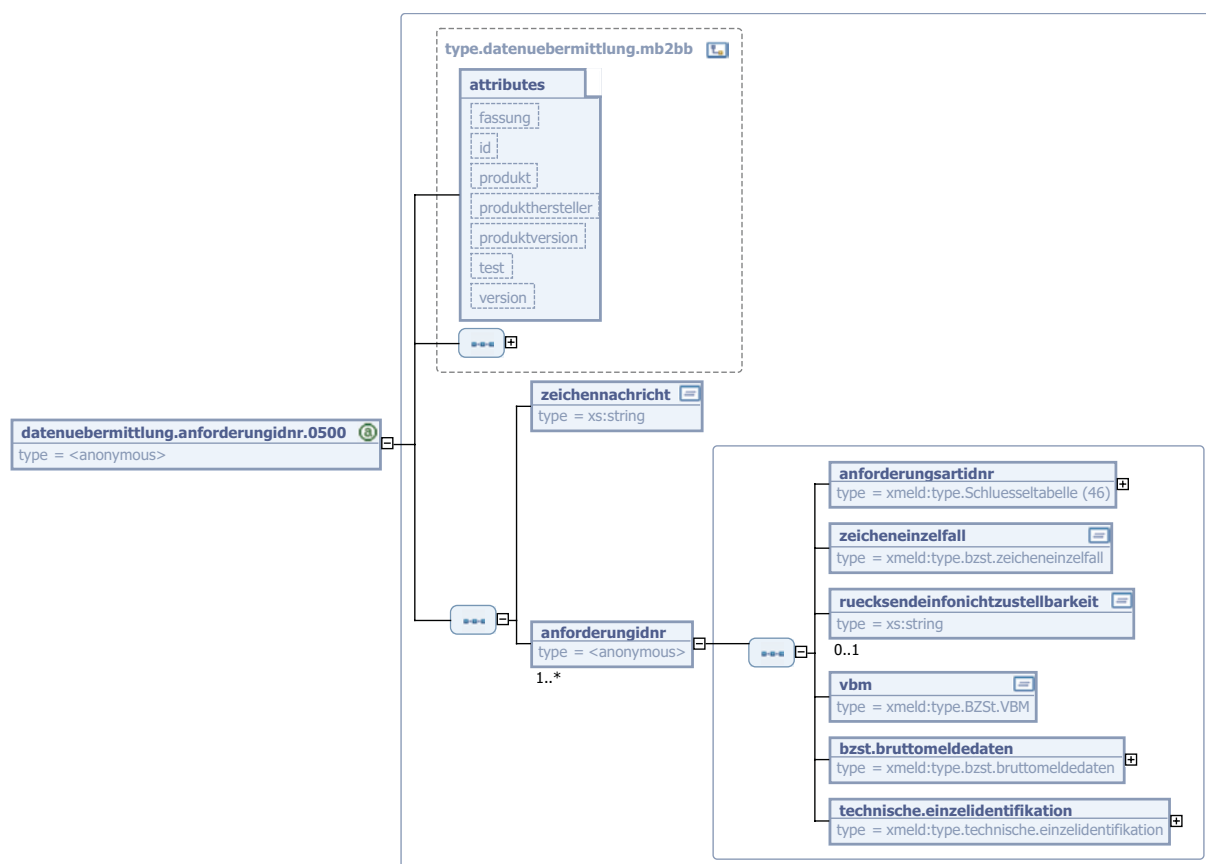 type.datenuebermittlung.mb2bb
attributes
fassung
id
produkt
produkthersteller
produktversion
test
version
zeichennachricht
type = xs:string
datenuebermittlung.anforderungidnr.0500
type = <anonymous>
anforderungsartidnr
type = xmeld:type.Schluesseltabelle (46)
zeicheneinzelfall
type = xmeld:type.bzst.zeicheneinzelfall
ruecksendeinfonichtzustellbarkeit
type = xs:string
0..1
anforderungidnr
type = <anonymous>
1..*
vbm
type = xmeld:type.BZSt.VBM
bzst.bruttomeldedaten
type = xmeld:type.bzst.bruttomeldedaten
technische.einzelidentifikation
type = xmeld:type.technische.einzelidentifikation